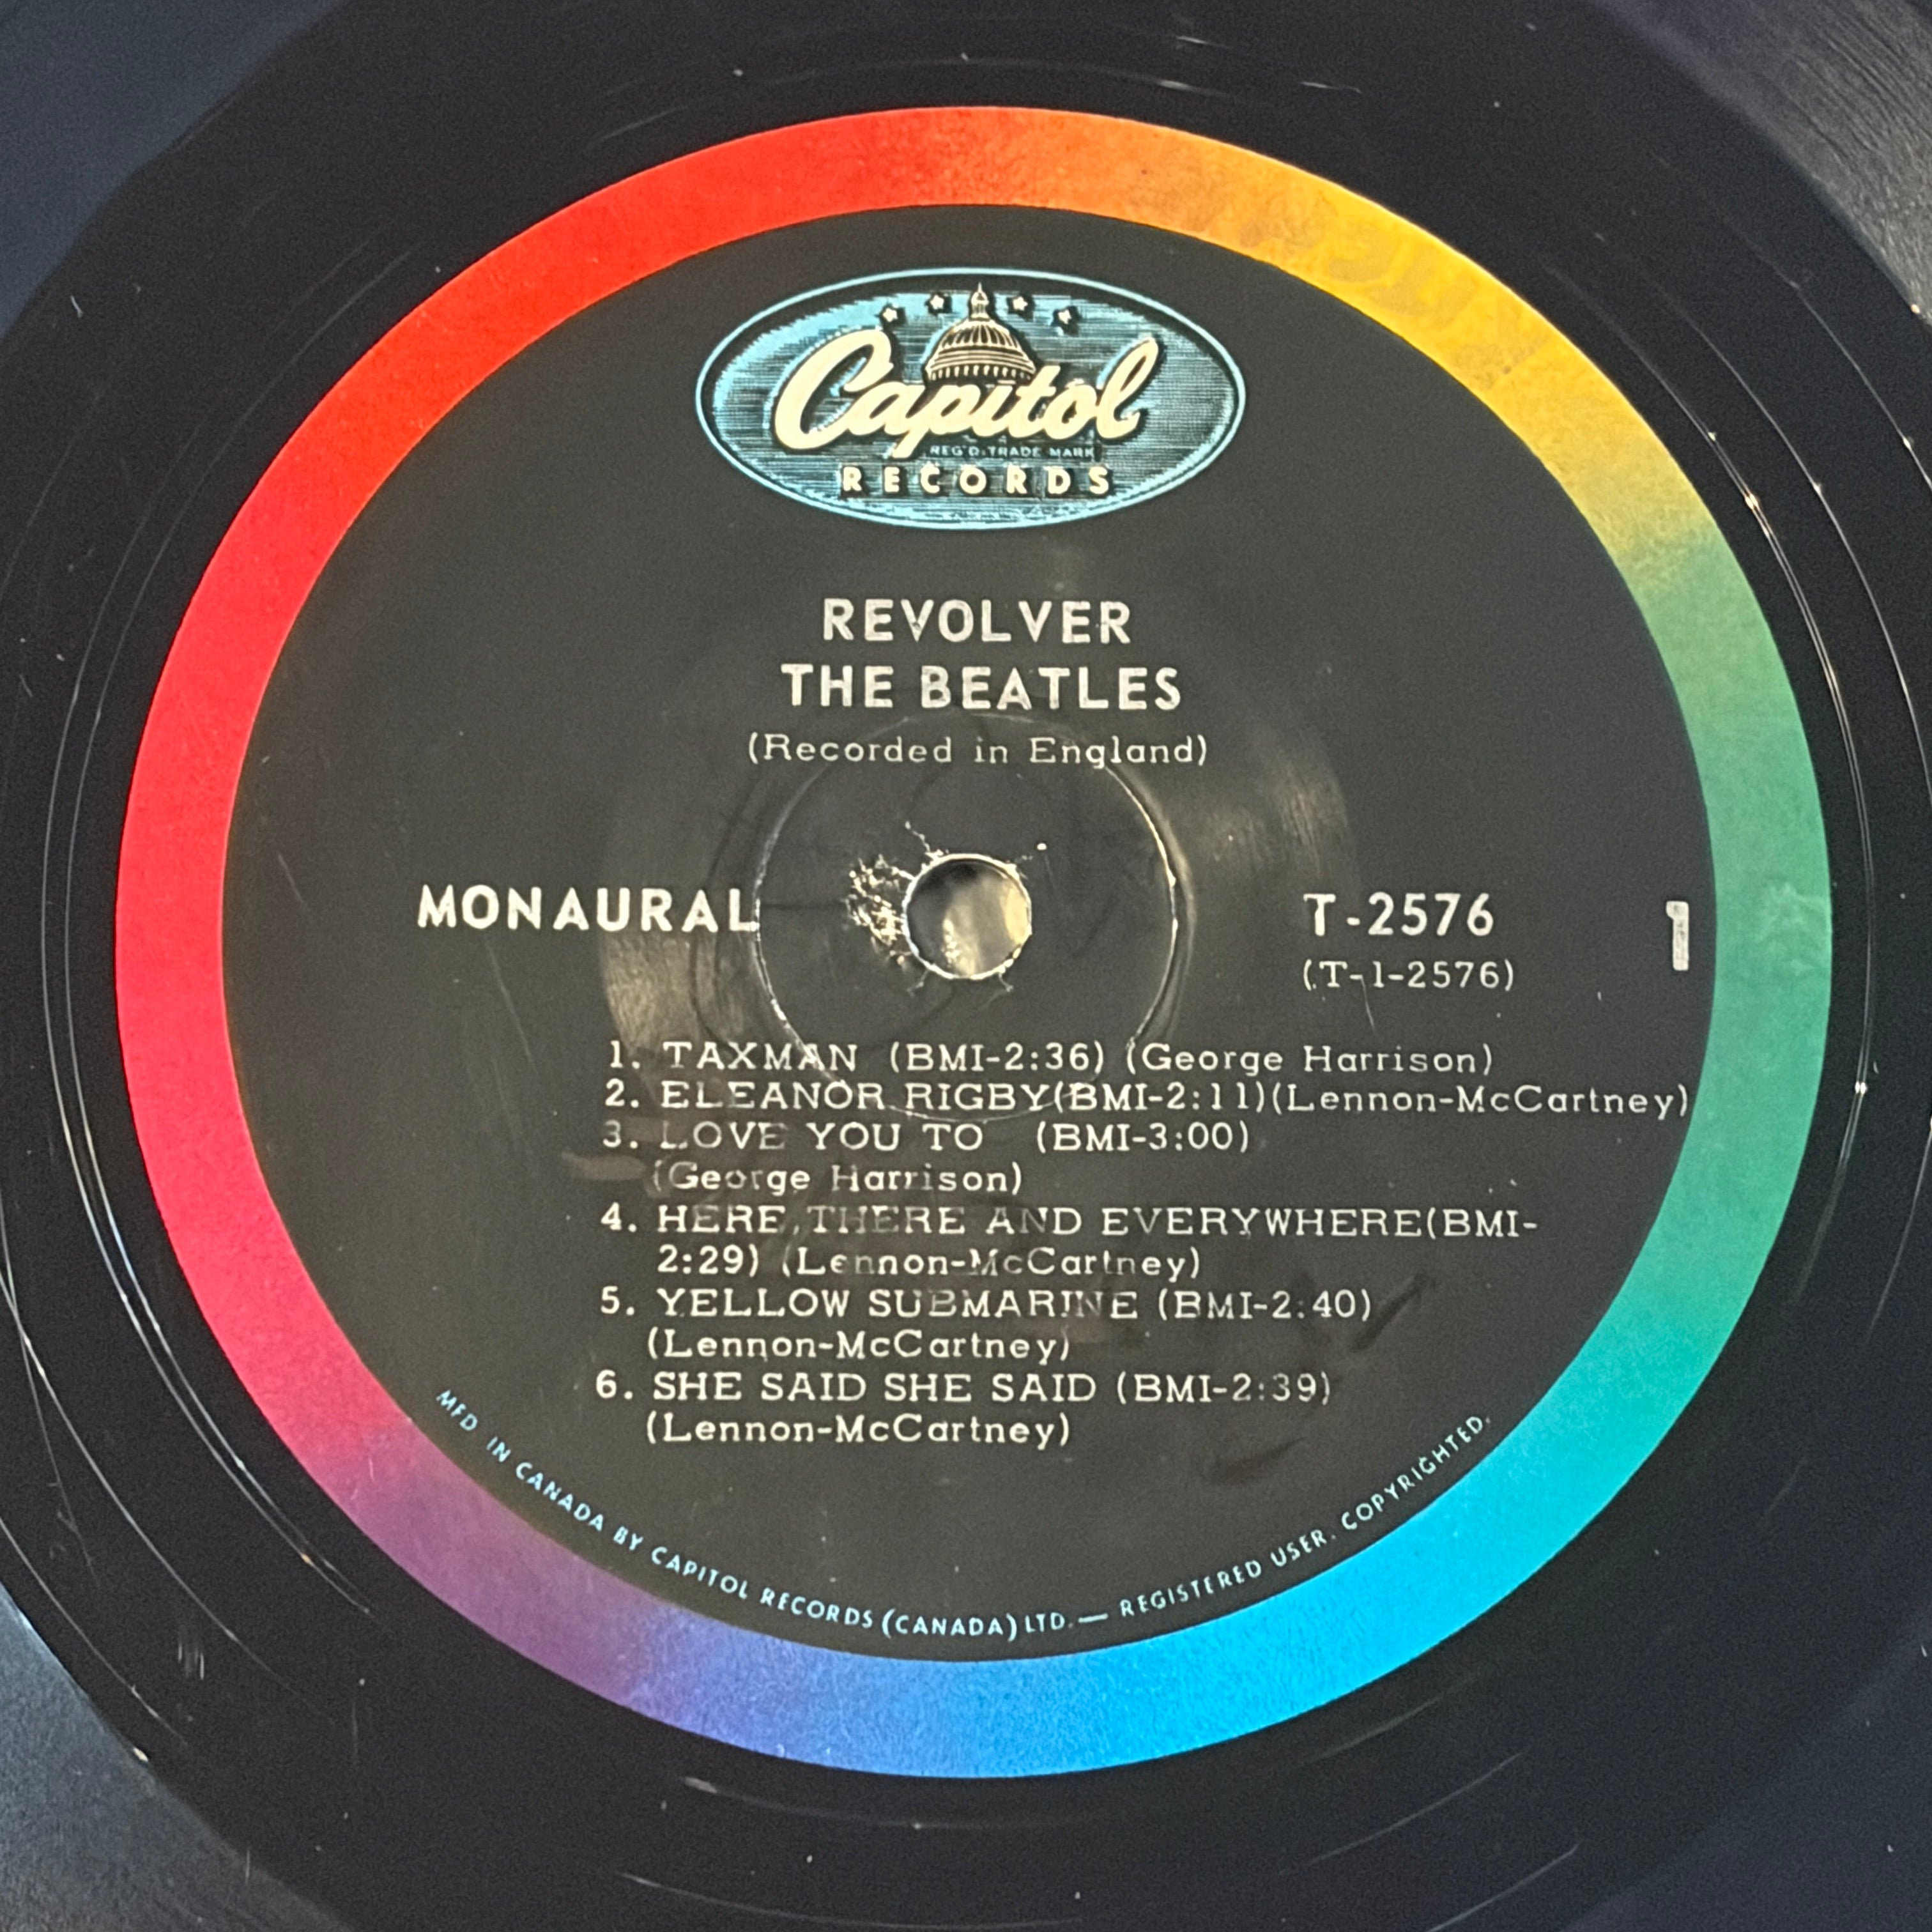 Capitol
REG'D. TRADE MARK
RECORDS
REVOLVER
THE BEATLES
(Recorded in England)
MONAURAL
T-2576
(T-1-2576)
1
1. TAXMAN (BMI-2:36) (George Harrison)
2. ELEANOR RIGBY(BMI-2:11)(Lennon-McCartney)
3. LOVE YOU TO (BMI-3:00)
(George Harrison)
4. HERE, THERE AND EVERYWHERE(BMI-
2:29) (Lennon-McCartney)
5. YELLOW SUBMARINE (BMI-2:40)
(Lennon-McCartney)
6. SHE SAID SHE SAID (BMI-2:39)
(Lennon-McCartney)
MFD. IN CANADA BY CAPITOL RECORDS (CANADA) LTD. — REGISTERED USER. COPYRIGHTED.